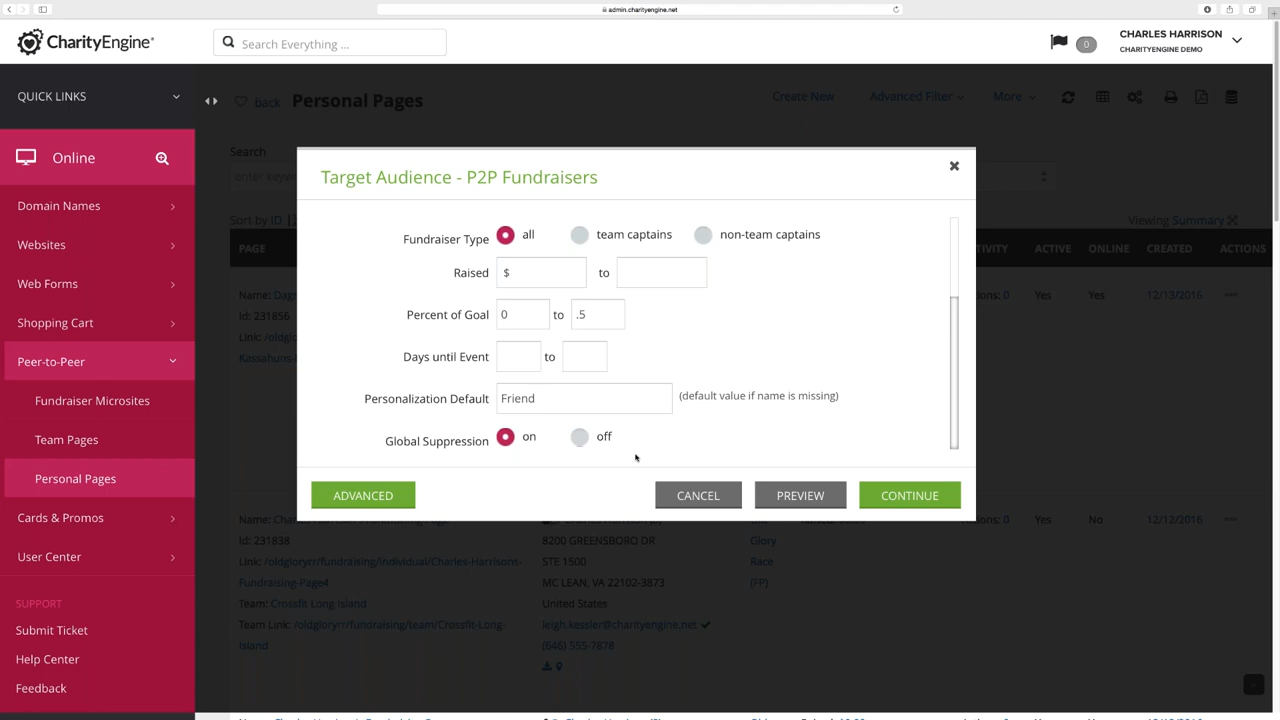 admin.charityengine.net
CharityEngine
Search Everything ...
0
CHARLES HARRISON
CHARITYENGINE DEMO
QUICK LINKS
Online
Domain Names
Websites
Web Forms
Shopping Cart
Peer-to-Peer
Fundraiser Microsites
Team Pages
Personal Pages
Cards & Promos
User Center
SUPPORT
Submit Ticket
Help Center
Feedback
back Personal Pages
Create New Advanced Filter More
Search
Sort by ID
Viewing Summary
PAGE ACTIVE ONLINE CREATED ACTIONS
Target Audience - P2P Fundraisers
Fundraiser Type all team captains non-team captains
Raised $ to
Percent of Goal 0 to .5
Days until Event to
Personalization Default Friend (default value if name is missing)
Global Suppression on off
ADVANCED CANCEL PREVIEW CONTINUE
Id: 231856
Link:
Yes Yes 12/13/2016
Yes No 12/12/2016
Id: 231838
Link: /oldgloryrr/fundraising/individual/Charles-Harrisons-
Fundraising-Page4
Team: Crossfit Long Island
Team Link: /oldgloryrr/fundraising/team/Crossfit-Long-
Island
8200 GREENSBORO DR
STE 1500
MC LEAN, VA 22102-3873
United States
leigh.kessler@charityengine.net
(646) 555-7878
Glory
Race
(FP)